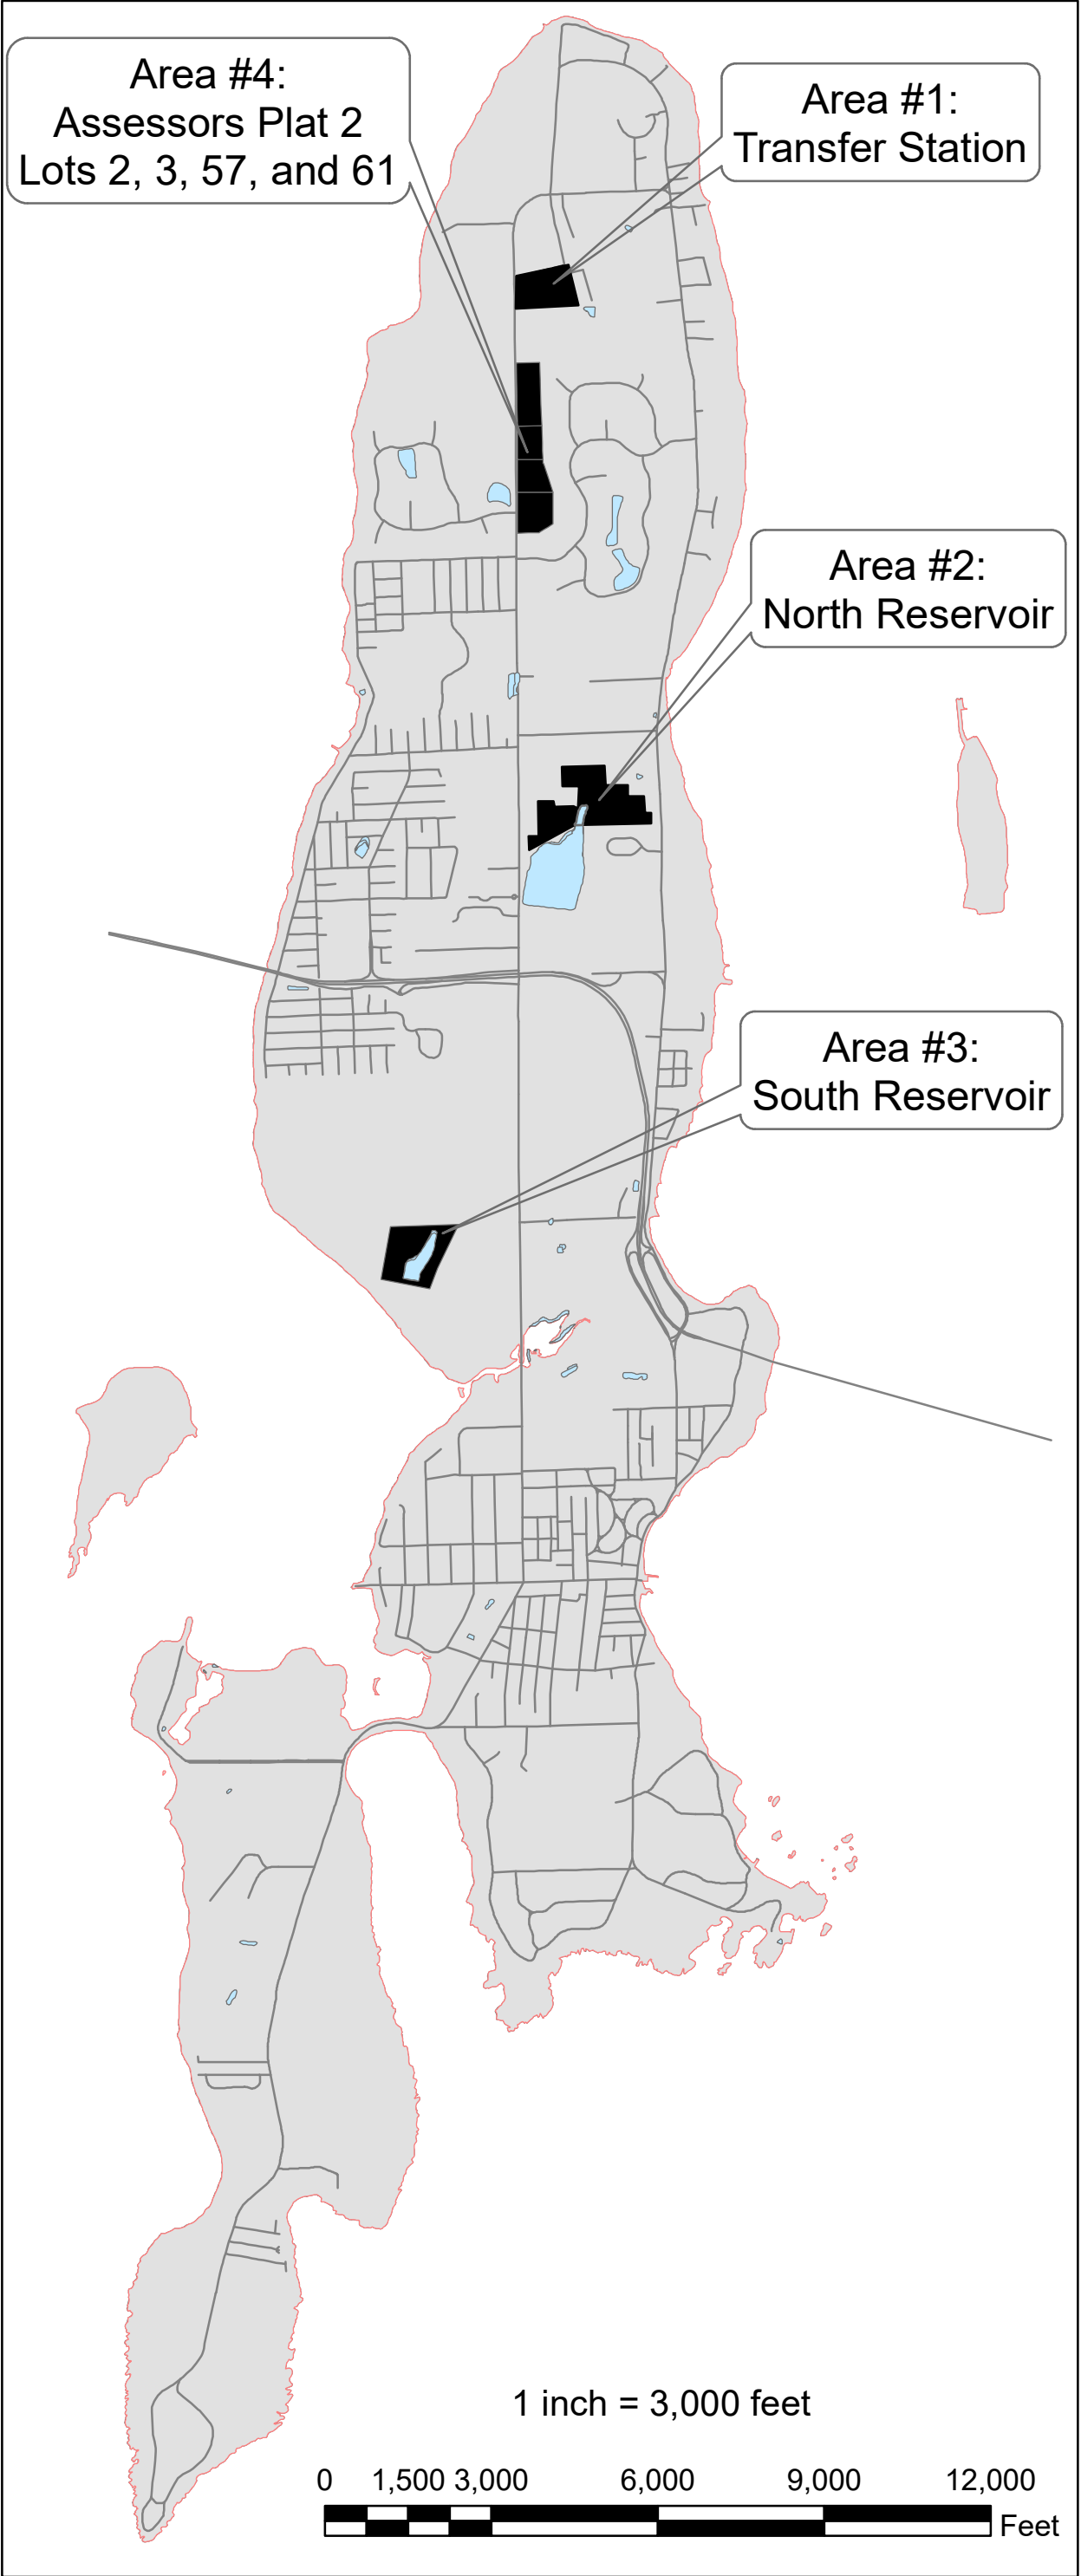 Area #4:
Assessors Plat 2
Lots 2, 3, 57, and 61
Area #1:
Transfer Station
Area #2:
North Reservoir
Area #3:
South Reservoir
1 inch = 3,000 feet
0 1,500 3,000 6,000 9,000 12,000
Feet